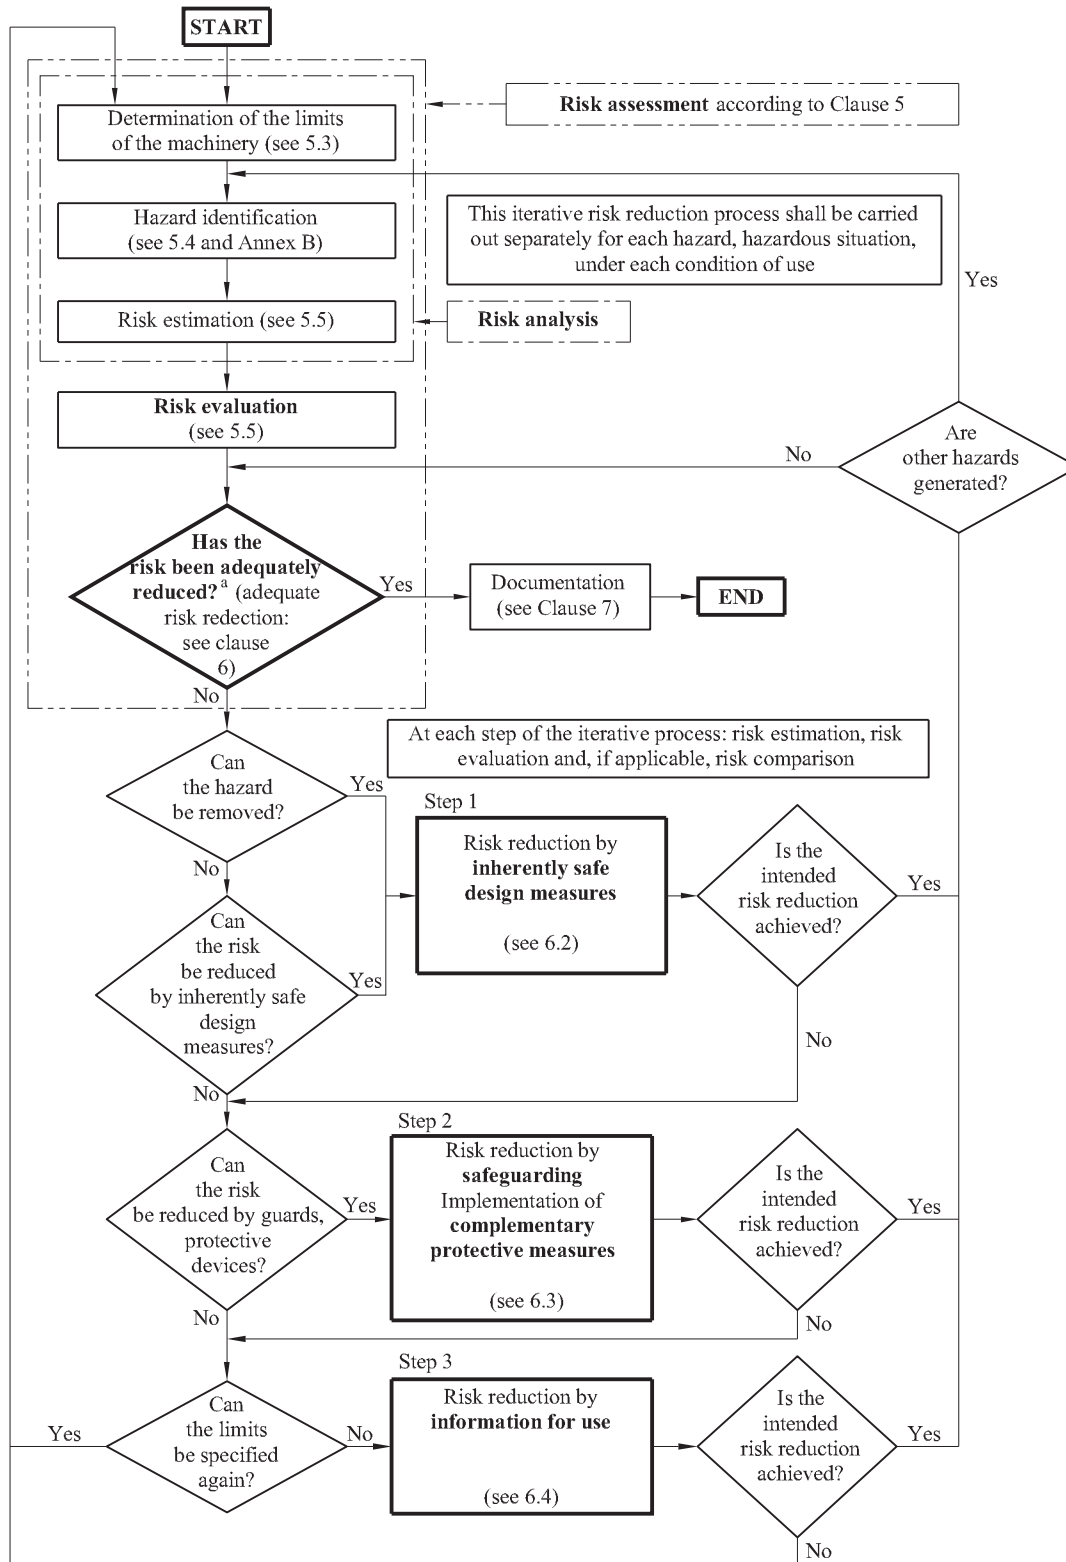 START
Risk assessment according to Clause 5
Determination of the limits
of the machinery (see 5.3)
Hazard identification
(see 5.4 and Annex B)
This iterative risk reduction process shall be carried
out separately for each hazard, hazardous situation,
under each condition of use
Yes
Risk estimation (see 5.5)
Risk analysis
Risk evaluation
(see 5.5)
No
Are
other hazards
generated?
Has the
risk been adequately
reduced?a (adequate
risk redection:
see clause
6)
Yes
Documentation
(see Clause 7)
END
No
At each step of the iterative process: risk estimation, risk
evaluation and, if applicable, risk comparison
Can
the hazard
be removed?
Yes
No
Step 1
Risk reduction by
inherently safe
design measures
(see 6.2)
Is the
intended
risk reduction
achieved?
Yes
No
Can
the risk
be reduced
by inherently safe
design
measures?
Yes
No
Step 2
Can
the risk
be reduced by guards,
protective
devices?
Yes
Risk reduction by
safeguarding
Implementation of
complementary
protective measures
(see 6.3)
Is the
intended
risk reduction
achieved?
Yes
No
No
Step 3
Yes
Can
the limits
be specified
again?
No
Risk reduction by
information for use
(see 6.4)
Is the
intended
risk reduction
achieved?
Yes
No